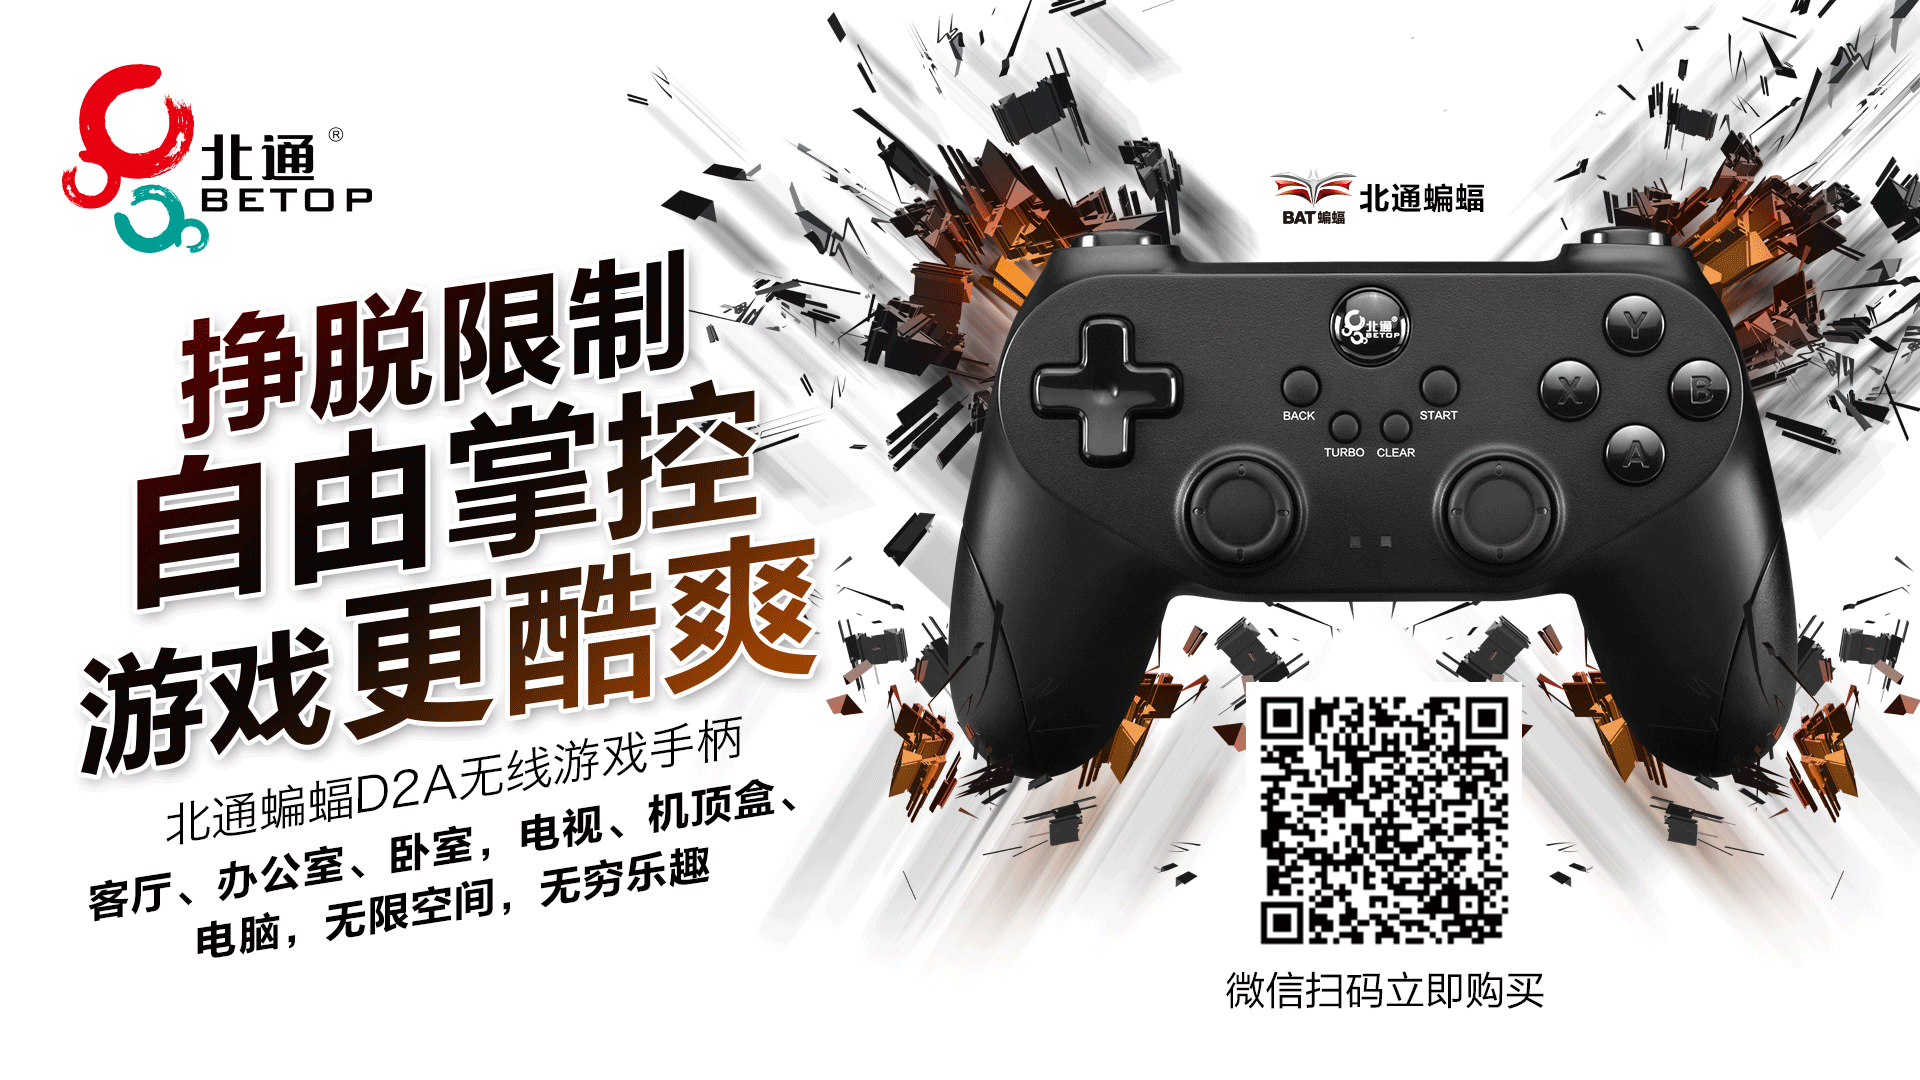 北通®
BETOP
挣脱限制
自由掌控
游戏更酷爽
北通蝙蝠D2A无线游戏手柄
客厅、办公室、卧室，电视、机顶盒、
电脑，无限空间，无穷乐趣
BAT蝙蝠
北通蝙蝠
北通®
BETOP
Y
X
B
A
BACK
START
TURBO
CLEAR
微信扫码立即购买